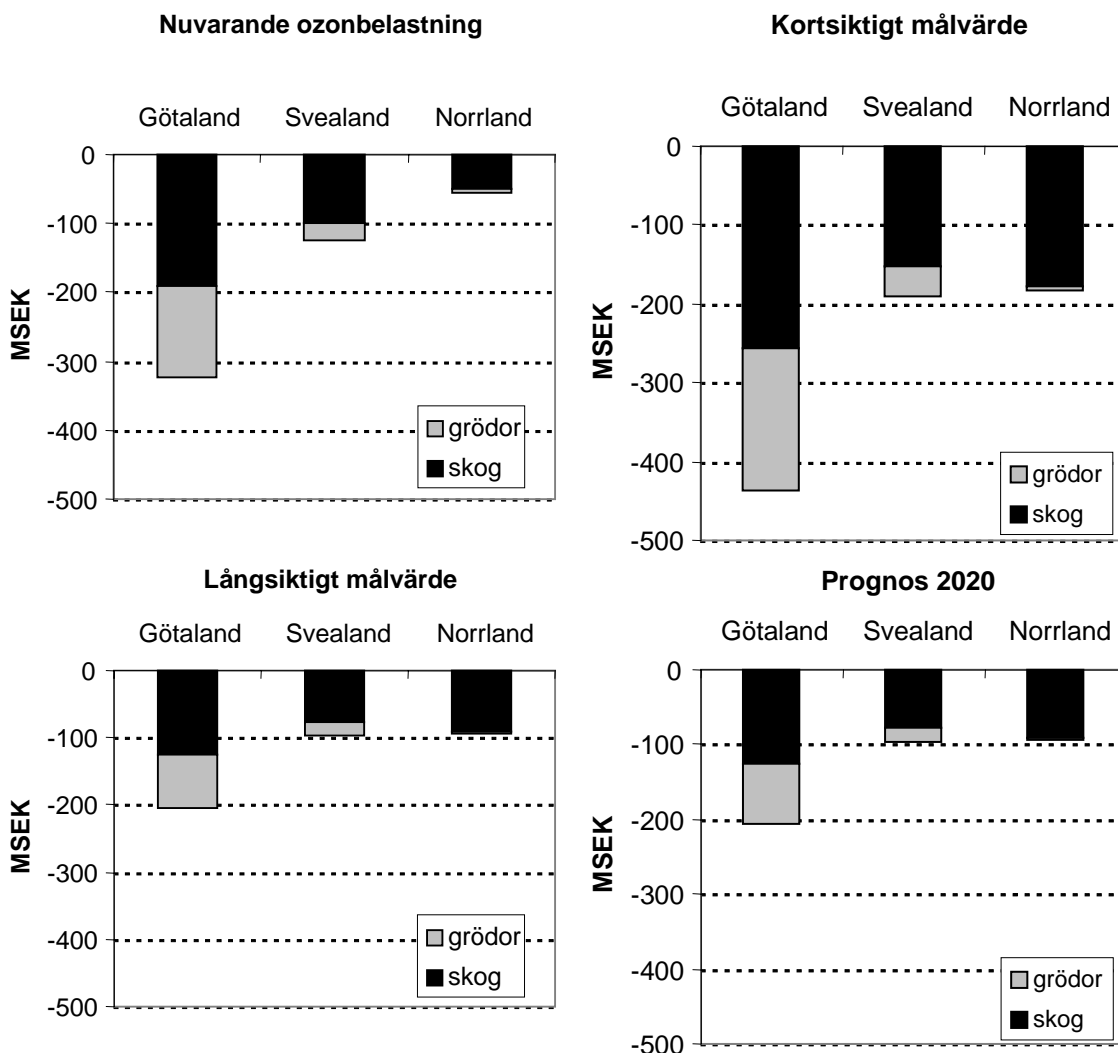 Nuvarande ozonbelastning
Götaland Svealand Norrland
0
-100
-200
-300
-400
-500
MSEK
grödor
skog
Kortsiktigt målvärde
Götaland Svealand Norrland
0
-100
-200
-300
-400
-500
MSEK
grödor
skog
Långsiktigt målvärde
Götaland Svealand Norrland
0
-100
-200
-300
-400
-500
MSEK
grödor
skog
Prognos 2020
Götaland Svealand Norrland
0
-100
-200
-300
-400
-500
MSEK
grödor
skog